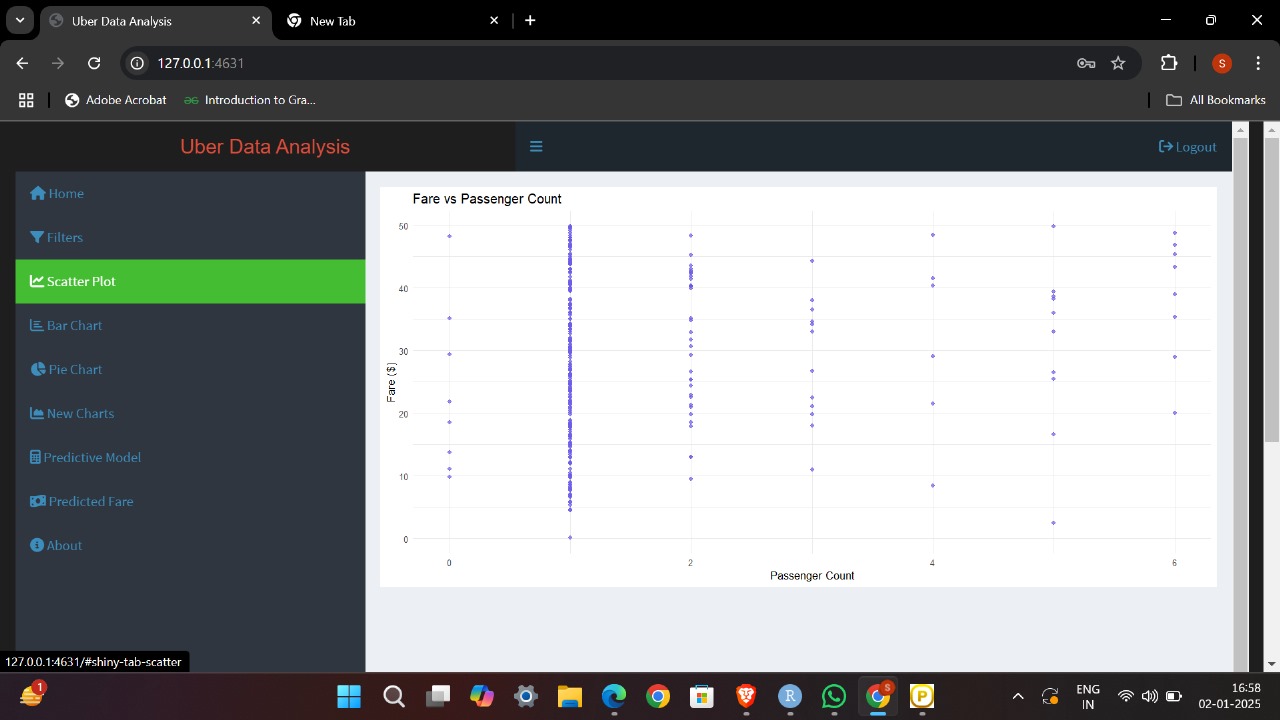 Uber Data Analysis
New Tab
127.0.0.1:4631
S
Adobe Acrobat
Introduction to Gra...
All Bookmarks
Uber Data Analysis
Logout
Home
Filters
Scatter Plot
Bar Chart
Pie Chart
New Charts
Predictive Model
Predicted Fare
About
Fare vs Passenger Count
50
40
30
20
10
0
Fare ($)
0 2 4 6
Passenger Count
127.0.0.1:4631/#shiny-tab-scatter
1
R
S
P
ENG
IN
16:58
02-01-2025